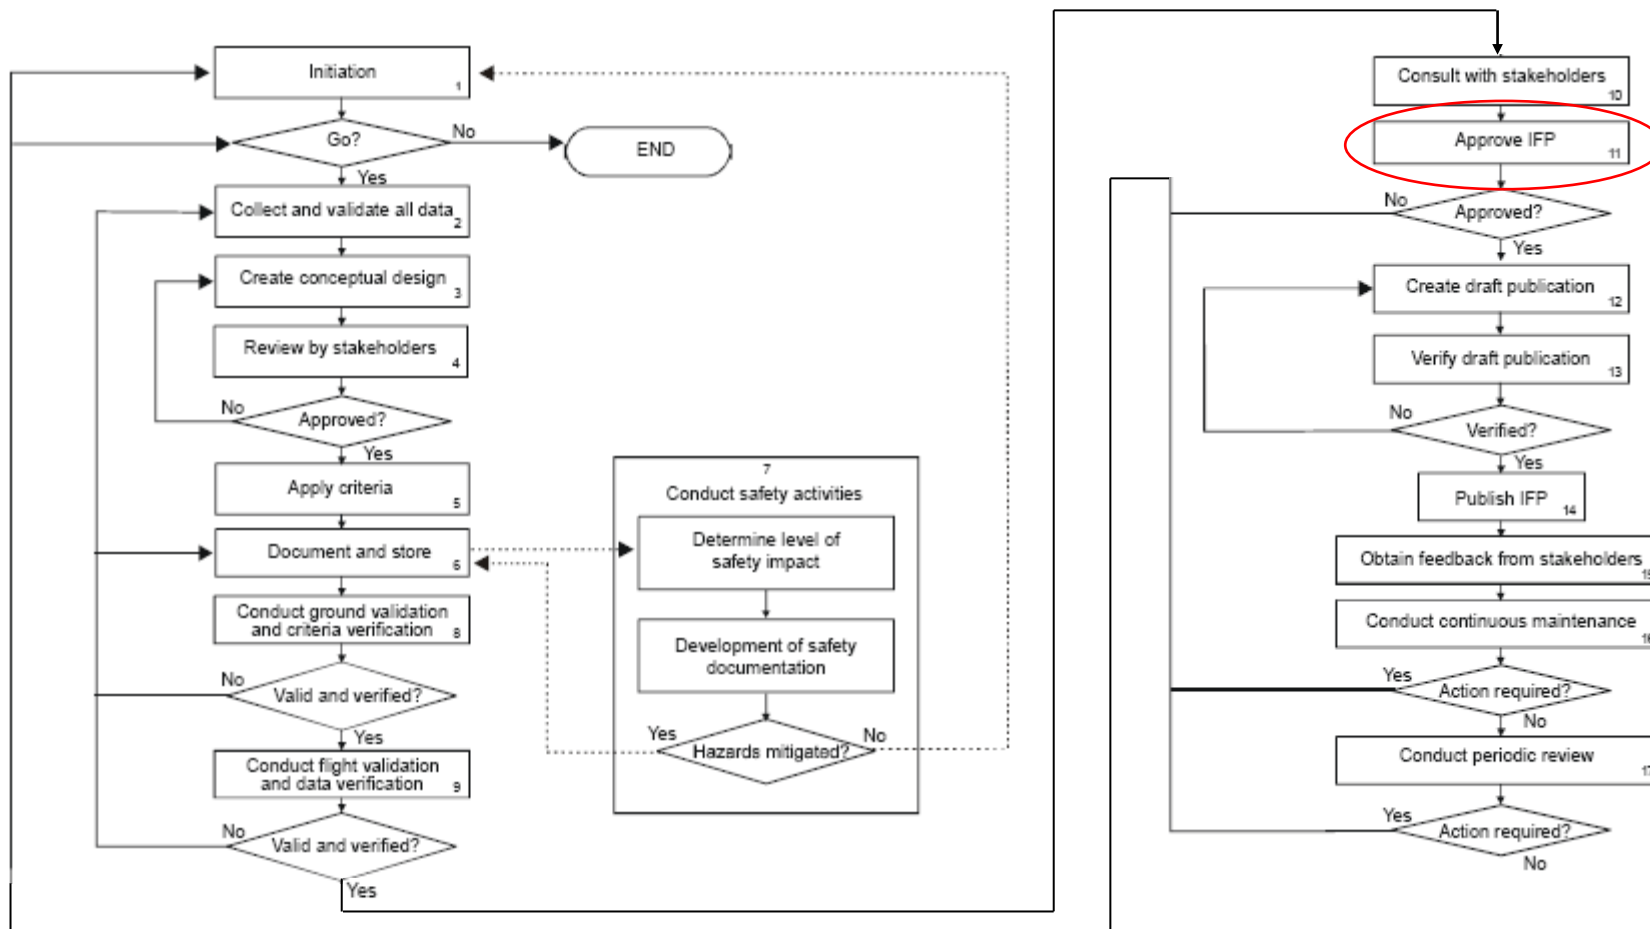 Initiation
1
Go?
No
END
Yes
Collect and validate all data
2
Create conceptual design
3
Review by stakeholders
4
No
Approved?
Yes
Apply criteria
5
Document and store
6
Conduct ground validation
and criteria verification
8
No
Valid and verified?
Yes
Conduct flight validation
and data verification
9
No
Valid and verified?
Yes
7
Conduct safety activities
Determine level of
safety impact
Development of safety
documentation
Yes
Hazards mitigated?
No
Consult with stakeholders
10
Approve IFP
11
No
Approved?
Yes
Create draft publication
12
Verify draft publication
13
No
Verified?
Yes
Publish IFP
14
Obtain feedback from stakeholders
15
Conduct continuous maintenance
16
Yes
Action required?
No
Conduct periodic review
17
Yes
Action required?
No